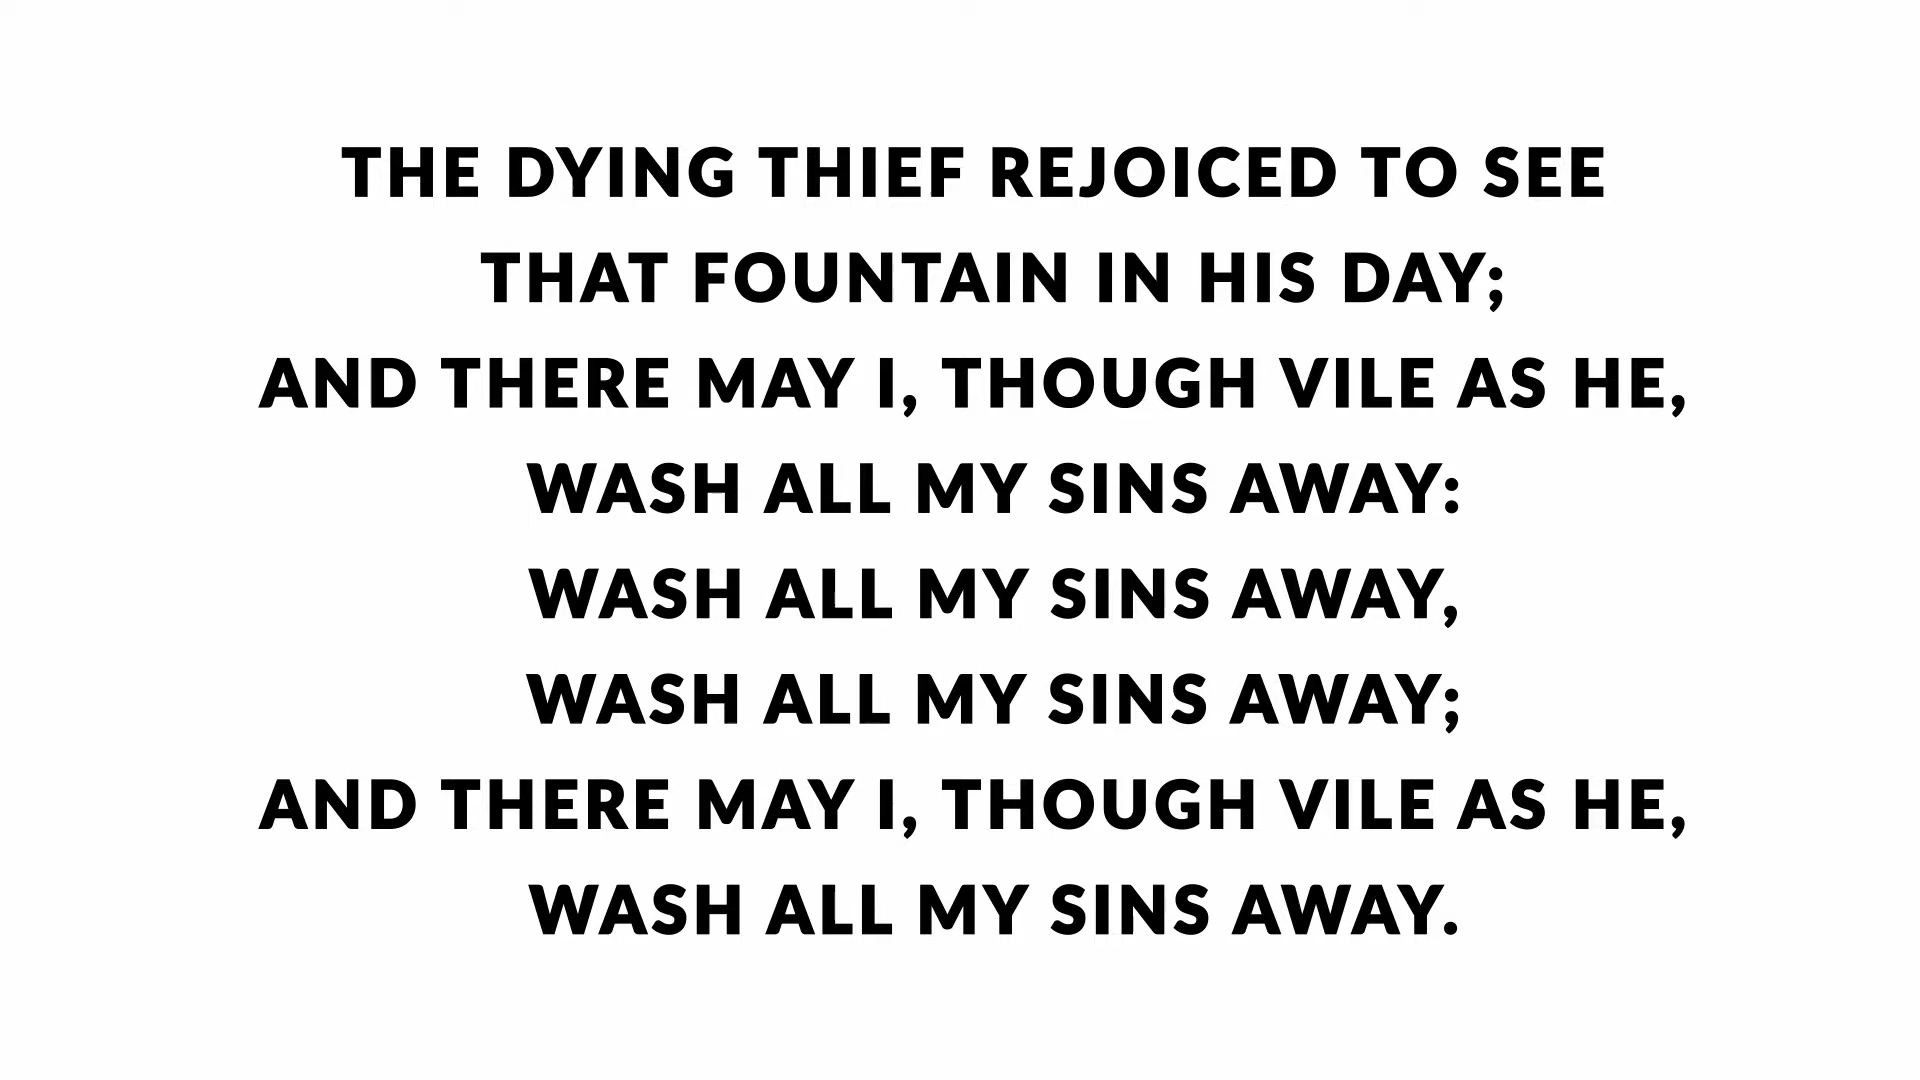 THE DYING THIEF REJOICED TO SEE
THAT FOUNTAIN IN HIS DAY;
AND THERE MAY I, THOUGH VILE AS HE,
WASH ALL MY SINS AWAY:
WASH ALL MY SINS AWAY,
WASH ALL MY SINS AWAY;
AND THERE MAY I, THOUGH VILE AS HE,
WASH ALL MY SINS AWAY.